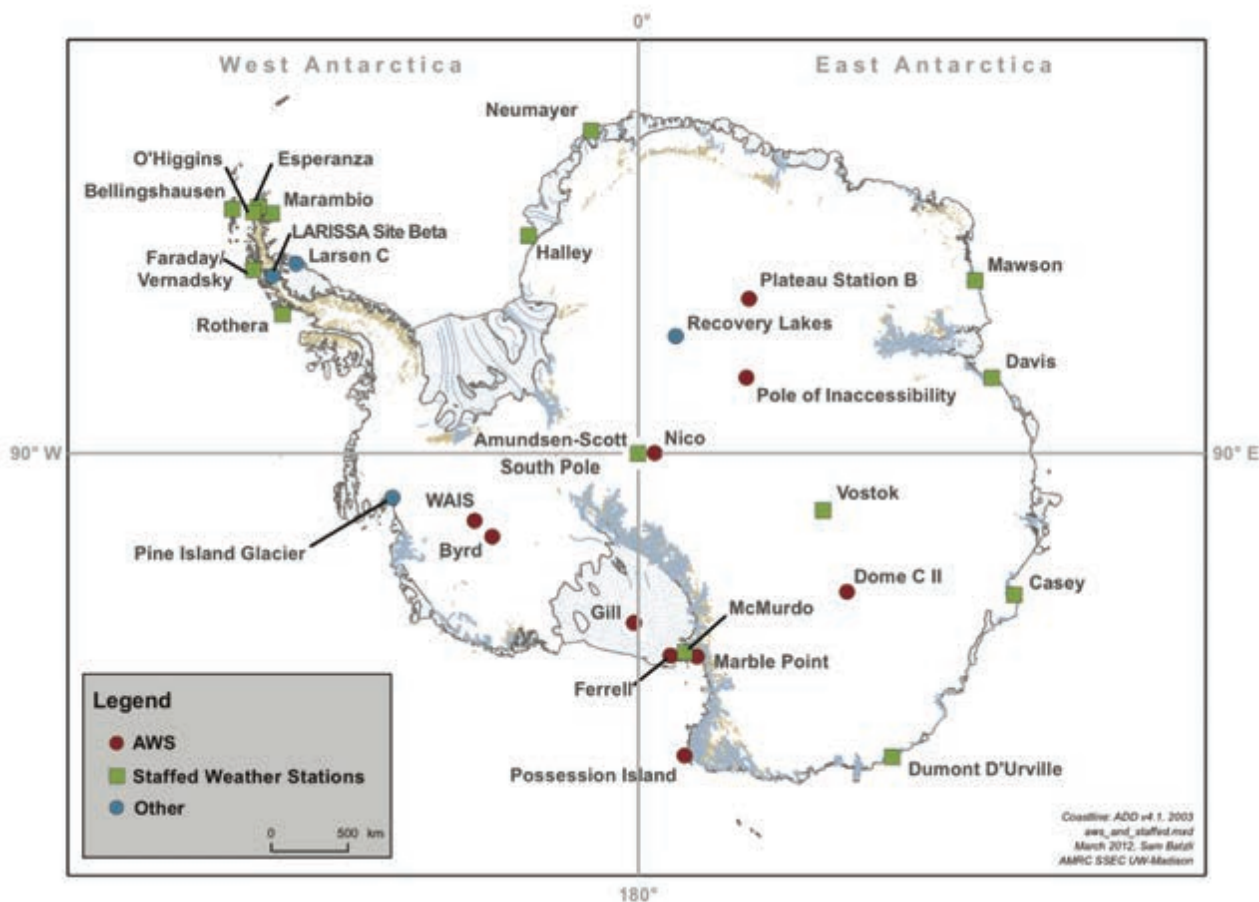 0°
West Antarctica
East Antarctica
Neumayer
O'Higgins
Esperanza
Bellingshausen
Marambio
LARISSA Site Beta
Larsen C
Faraday/
Vernadsky
Halley
Rothera
Plateau Station B
Mawson
Recovery Lakes
Davis
Pole of Inaccessibility
Amundsen-Scott
South Pole
Nico
90° W
90° E
WAIS
Byrd
Pine Island Glacier
Vostok
Dome C II
Casey
Gill
McMurdo
Marble Point
Ferrell
Possession Island
Dumont D'Urville
Legend
AWS
Staffed Weather Stations
Other
0 500 km
Coastline: ADD v4.1, 2003
aws_and_staffed.mxd
March 2012, Sam Batzli
AMRC SSEC UW-Madison
180°